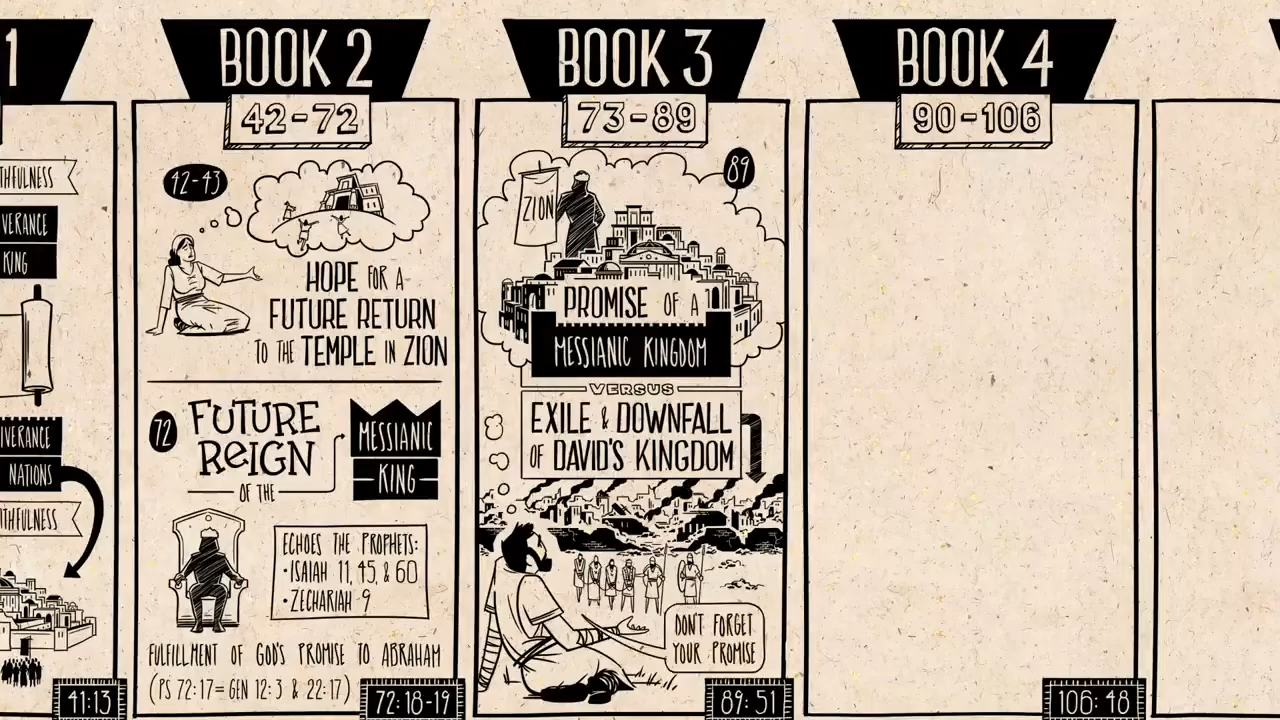 1
THFULNESS
VERANCE
KING
IVERANCE
NATIONS
ITHFULNESS
41:13
BOOK 2
42-72
42-43
HOPE FOR A
FUTURE RETURN
TO THE TEMPLE IN ZION
72
FUTURE
REIGN
OF THE
MESSIANIC
KING
ECHOES THE PROPHETS:
• ISAIAH 11, 45, & 60
• ZECHARIAH 9
FULFILLMENT OF GOD'S PROMISE TO ABRAHAM
(PS 72:17 = GEN 12:3 & 22:17)
72:18-19
BOOK 3
73-89
89
ZION
PROMISE OF A
MESSIANIC KINGDOM
VERSUS
EXILE & DOWNFALL
OF DAVID'S KINGDOM
DON'T FORGET
YOUR PROMISE
89:51
BOOK 4
90-106
106:48